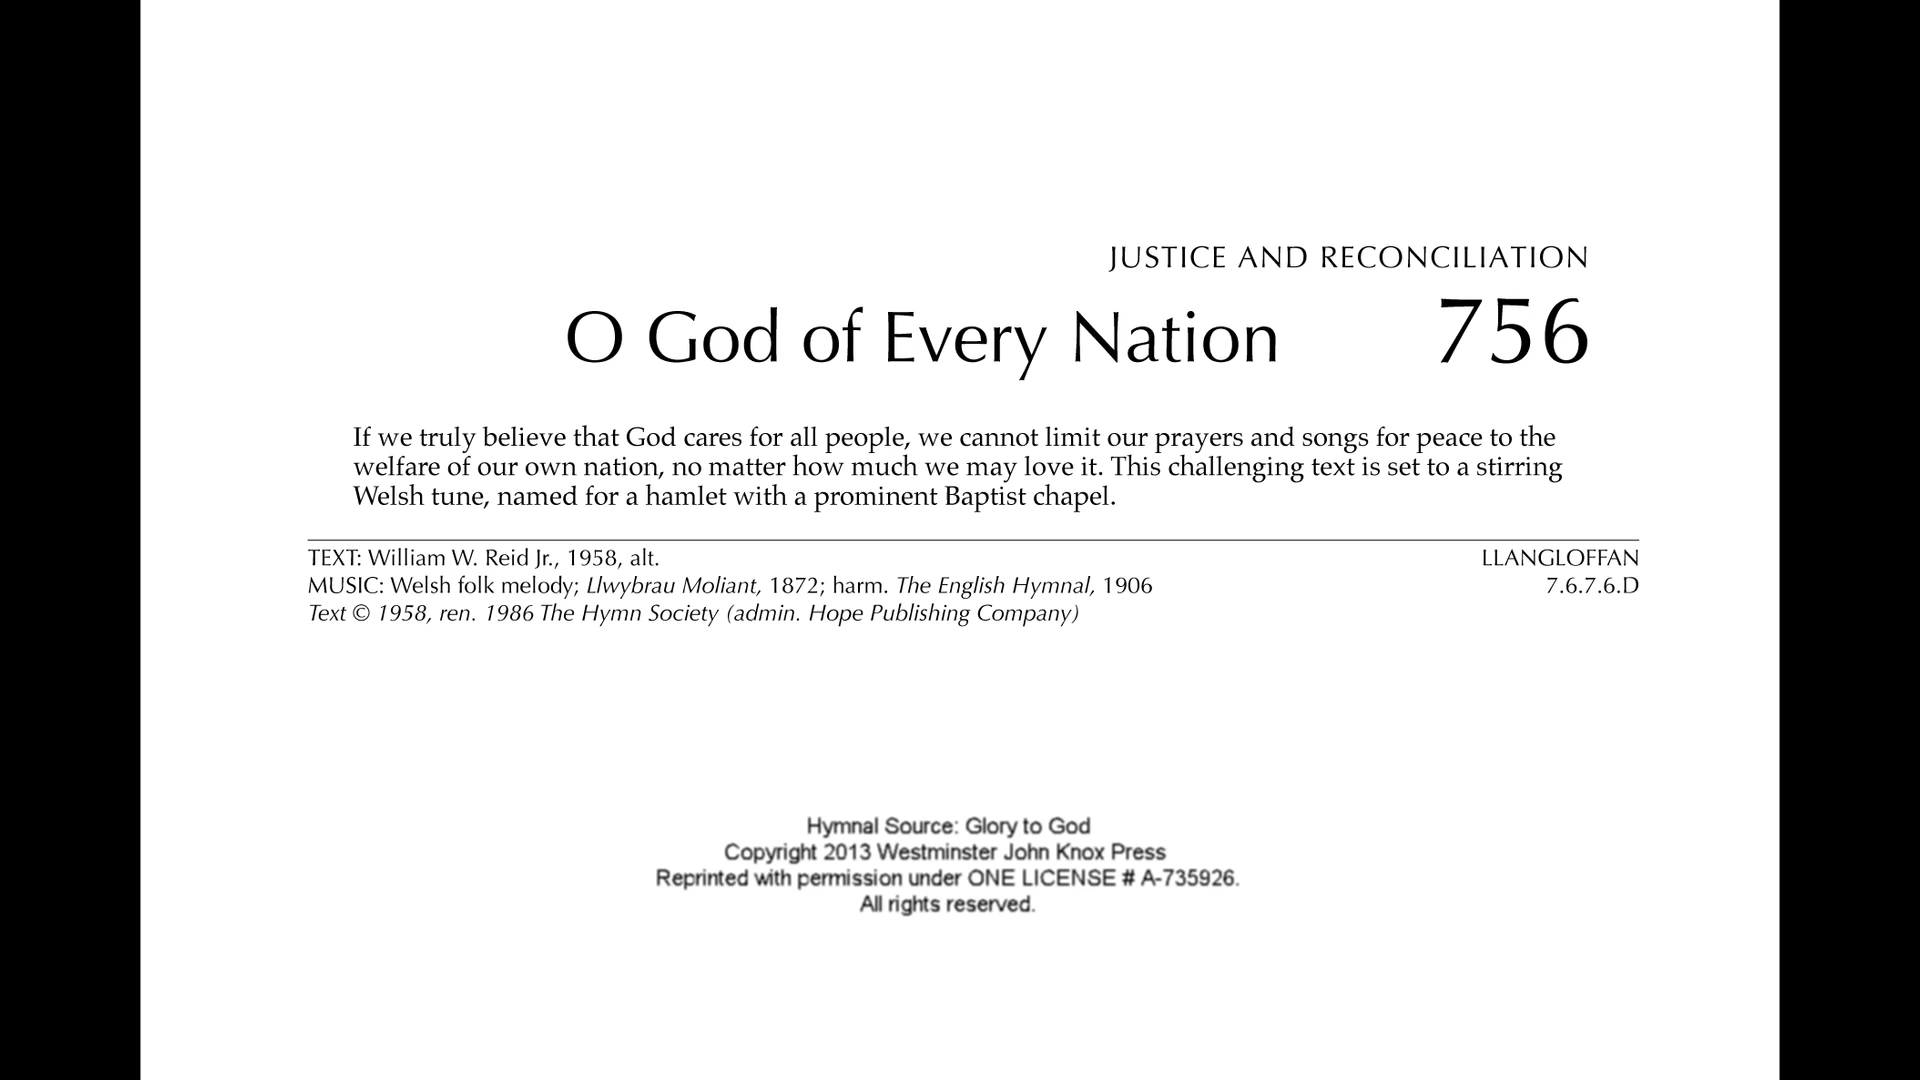 JUSTICE AND RECONCILIATION
O God of Every Nation 756
If we truly believe that God cares for all people, we cannot limit our prayers and songs for peace to the
welfare of our own nation, no matter how much we may love it. This challenging text is set to a stirring
Welsh tune, named for a hamlet with a prominent Baptist chapel.
TEXT: William W. Reid Jr., 1958, alt. LLANGLOFFAN
MUSIC: Welsh folk melody; Llwybrau Moliant, 1872; harm. The English Hymnal, 1906 7.6.7.6.D
Text © 1958, ren. 1986 The Hymn Society (admin. Hope Publishing Company)
Hymnal Source: Glory to God
Copyright 2013 Westminster John Knox Press
Reprinted with permission under ONE LICENSE # A-735926.
All rights reserved.